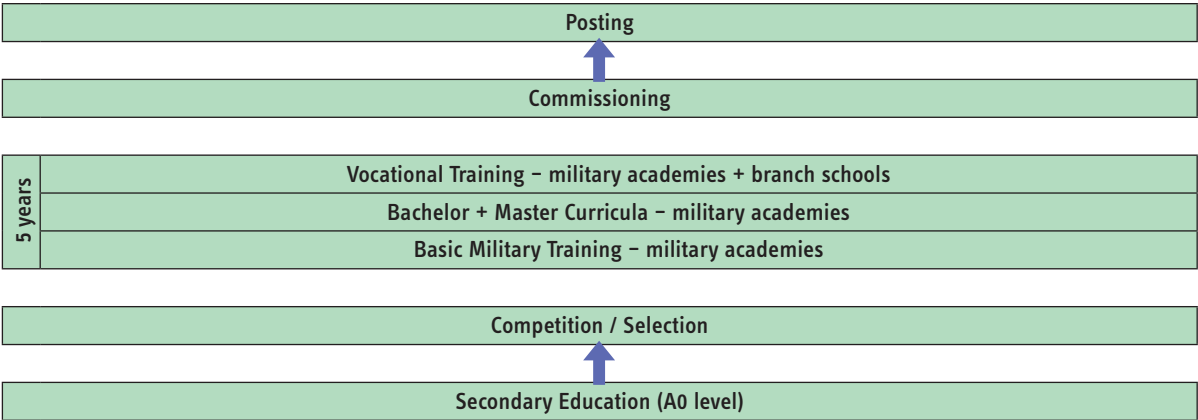 Posting
Commissioning
5 years
Vocational Training – military academies + branch schools
Bachelor + Master Curricula – military academies
Basic Military Training – military academies
Competition / Selection
Secondary Education (A0 level)